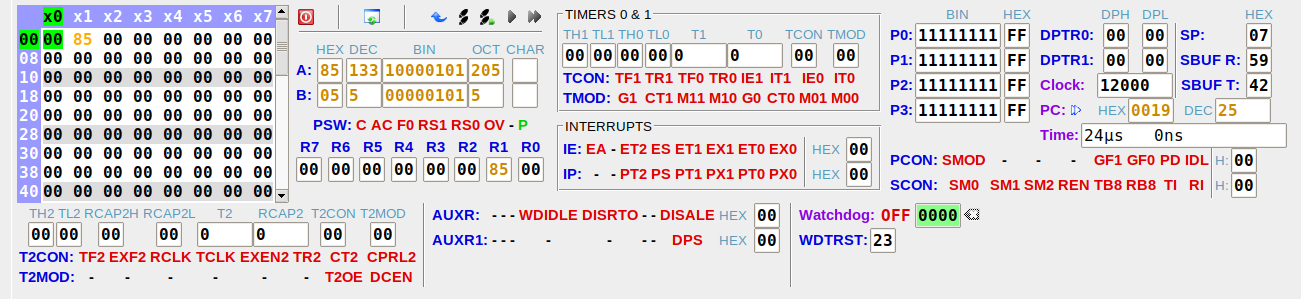 x0 x1 x2 x3 x4 x5 x6 x7
00 00 85 00 00 00 00 00 00
08 00 00 00 00 00 00 00 00
10 00 00 00 00 00 00 00 00
18 00 00 00 00 00 00 00 00
20 00 00 00 00 00 00 00 00
28 00 00 00 00 00 00 00 00
30 00 00 00 00 00 00 00 00
38 00 00 00 00 00 00 00 00
40 00 00 00 00 00 00 00 00
HEX DEC BIN OCT CHAR
A: 85 133 10000101 205
B: 05 5 00000101 5
PSW: C AC F0 RS1 RS0 OV - P
R7 R6 R5 R4 R3 R2 R1 R0
00 00 00 00 00 00 85 00
TIMERS 0 & 1
TH1 TL1 TH0 TL0 T1 T0 TCON TMOD
00 00 00 00 0 0 00 00
TCON: TF1 TR1 TF0 TR0 IE1 IT1 IE0 IT0
TMOD: G1 CT1 M11 M10 G0 CT0 M01 M00
INTERRUPTS
IE: EA - ET2 ES ET1 EX1 ET0 EX0 HEX 00
IP: - - PT2 PS PT1 PX1 PT0 PX0 HEX 00
BIN HEX DPH DPL HEX
P0: 11111111 FF DPTR0: 00 00 SP: 07
P1: 11111111 FF DPTR1: 00 00 SBUF R: 59
P2: 11111111 FF Clock: 12000 SBUF T: 42
P3: 11111111 FF PC: HEX 0019 DEC 25
Time: 24µs 0ns
PCON: SMOD - - - GF1 GF0 PD IDL H: 00
SCON: SM0 SM1 SM2 REN TB8 RB8 TI RI H: 00
TH2 TL2 RCAP2H RCAP2L T2 RCAP2 T2CON T2MOD
00 00 00 00 0 0 00 00
T2CON: TF2 EXF2 RCLK TCLK EXEN2 TR2 CT2 CPRL2
T2MOD: - - - - - - T2OE DCEN
AUXR: - - - WDIDLE DISRTO - - DISALE HEX 00
AUXR1: - - - - - - - DPS HEX 00
Watchdog: OFF 0000
WDTRST: 23